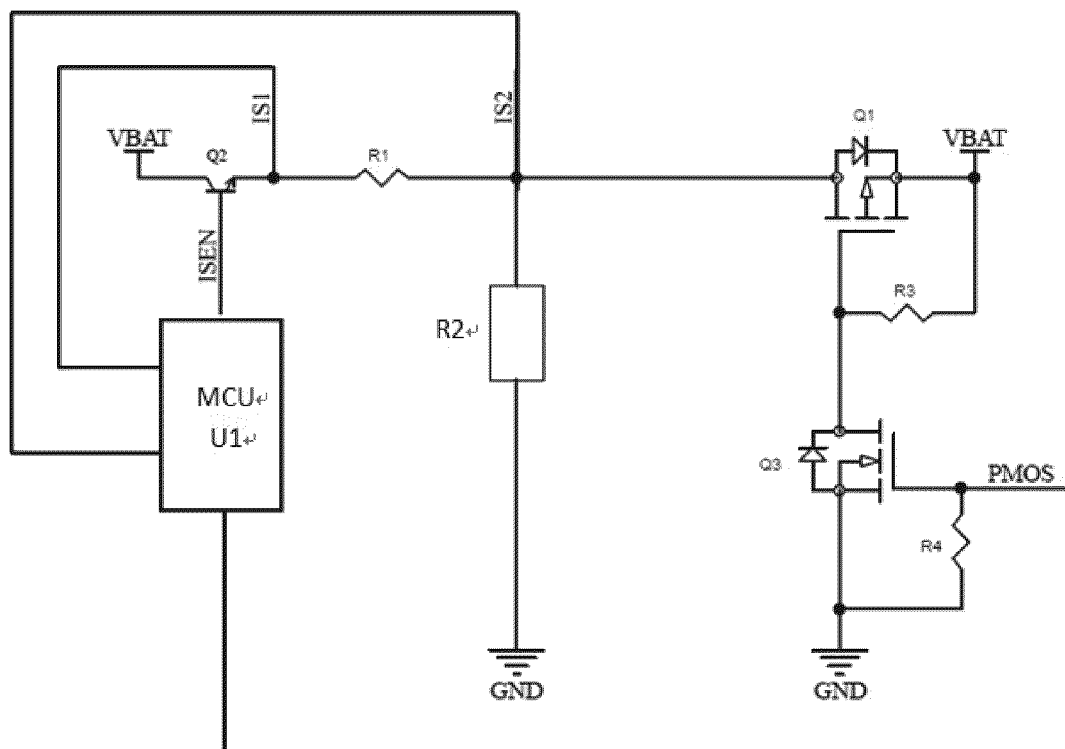 IS1
IS2
VBAT
Q2
R1
Q1
VBAT
ISEN
R3
R2↵
MCU↵
U1↵
Q3
PMOS
R4
GND
GND